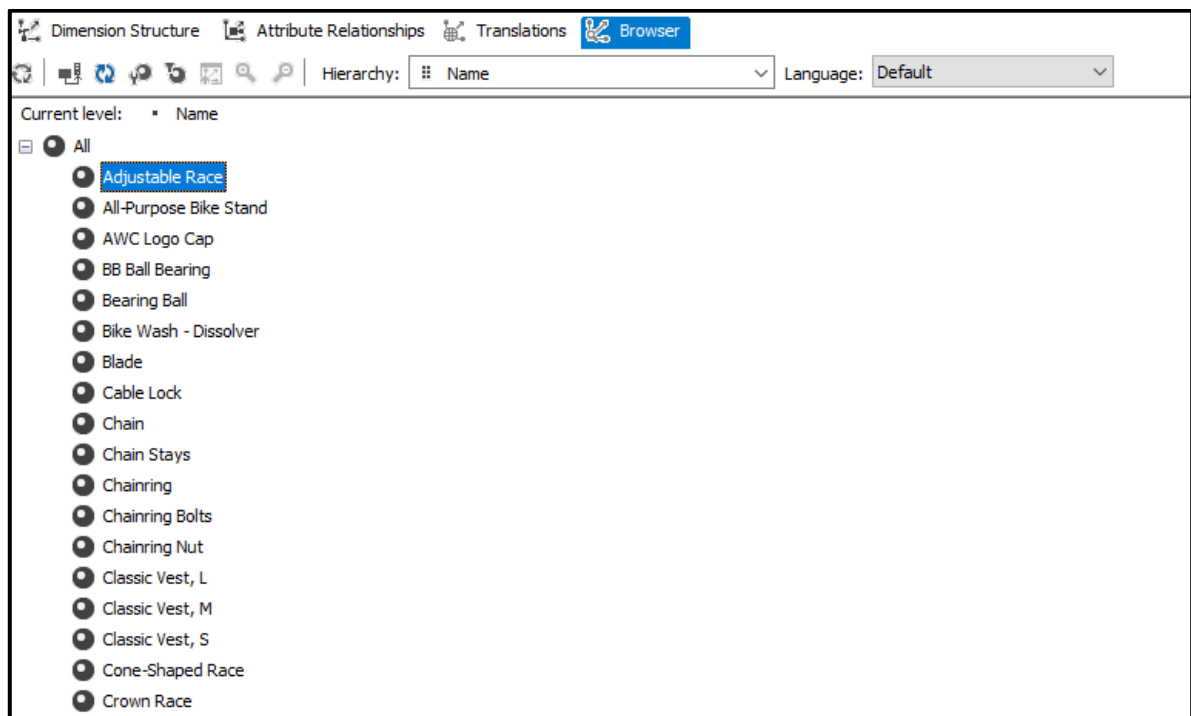 Dimension Structure Attribute Relationships Translations Browser
Hierarchy: Name Language: Default
Current level: Name
All
Adjustable Race
All-Purpose Bike Stand
AWC Logo Cap
BB Ball Bearing
Bearing Ball
Bike Wash - Dissolver
Blade
Cable Lock
Chain
Chain Stays
Chainring
Chainring Bolts
Chainring Nut
Classic Vest, L
Classic Vest, M
Classic Vest, S
Cone-Shaped Race
Crown Race